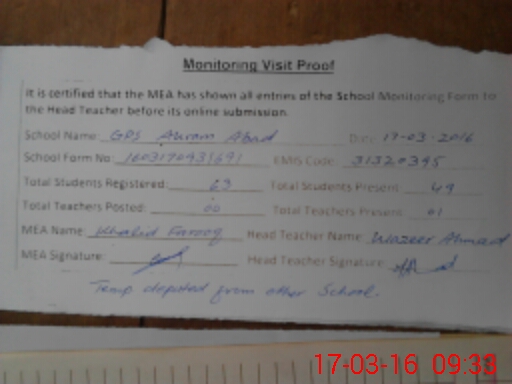 Monitoring Visit Proof
It is certified that the MEA has shown all entries of the School Monitoring Form to
the Head Teacher before its online submission.
School Name: GPS Akram Abad Date: 17-03-2016
School Form No: EMIS Code: 31320395
Total Students Registered: 63 Total Students Present: 49
Total Teachers Posted: 00 Total Teachers Present: 01
MEA Name: Khalid Farooq Head Teacher Name: Wazeer Ahmad
MEA Signature: Head Teacher Signature:
Temp deputed from other School.
17-03-16 09:33